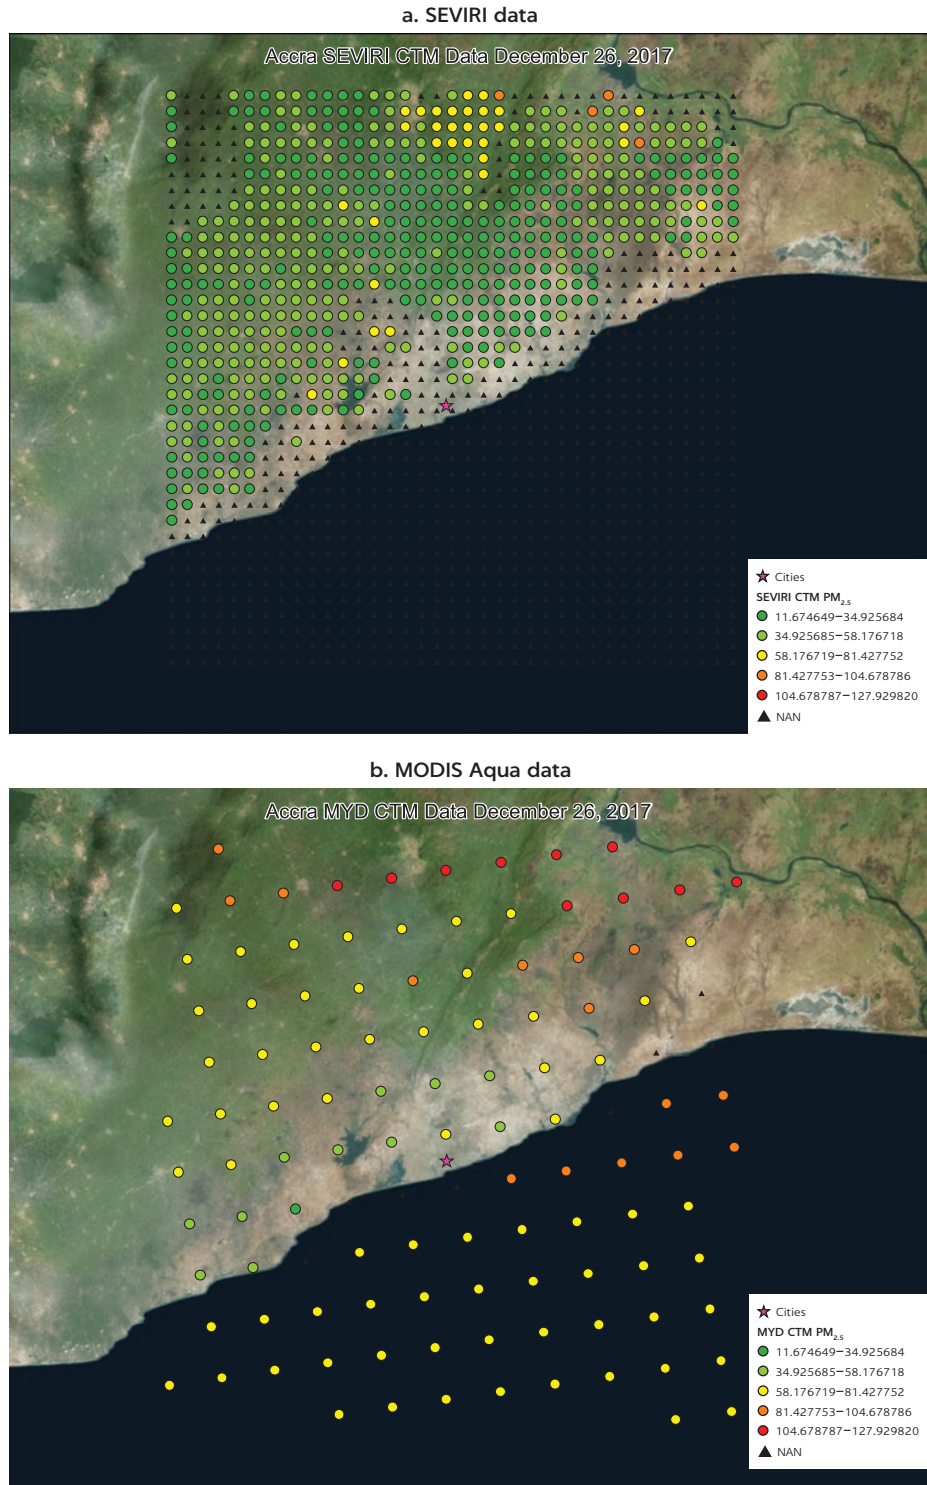 a. SEVIRI data
Accra SEVIRI CTM Data December 26, 2017
Cities
SEVIRI CTM PM2.5
11.674649–34.925684
34.925685–58.176718
58.176719–81.427752
81.427753–104.678786
104.678787–127.929820
NAN
b. MODIS Aqua data
Accra MYD CTM Data December 26, 2017
Cities
MYD CTM PM2.5
11.674649–34.925684
34.925685–58.176718
58.176719–81.427752
81.427753–104.678786
104.678787–127.929820
NAN